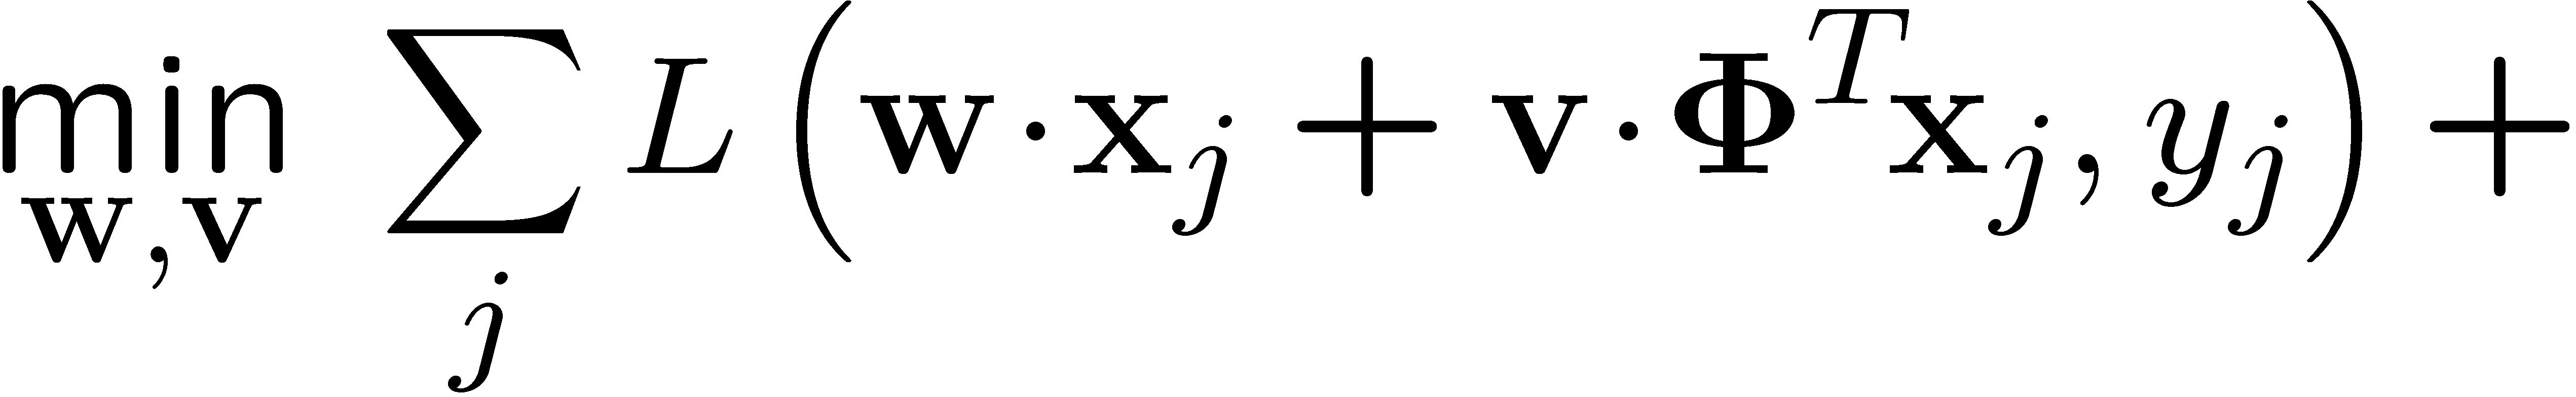 min_{w,v} ∑_j L(w·x_j + v·Φ^T x_j, y_j) +